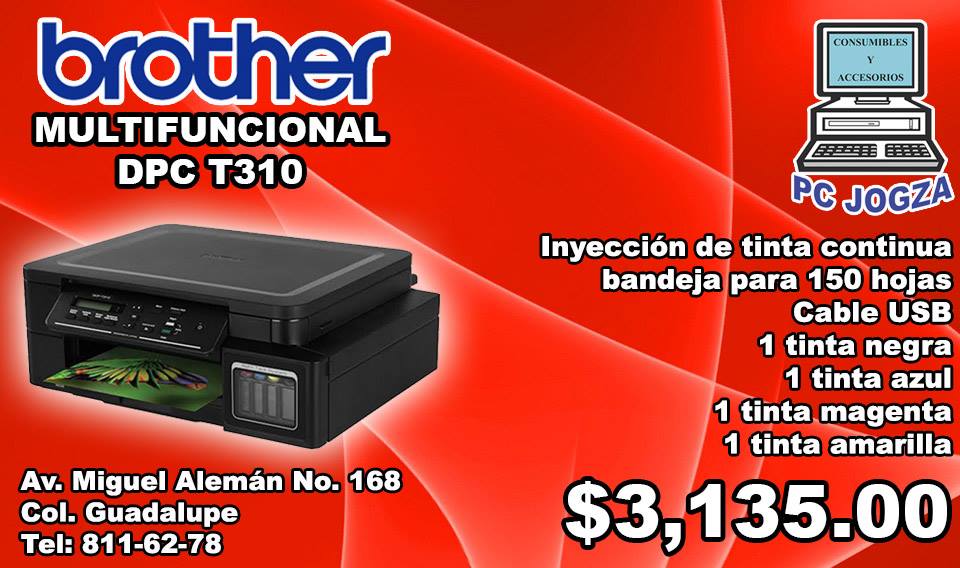 brother
MULTIFUNCIONAL
DPC T310
CONSUMIBLES
Y
ACCESORIOS
PC JOGZA
Inyección de tinta continua
bandeja para 150 hojas
Cable USB
1 tinta negra
1 tinta azul
1 tinta magenta
1 tinta amarilla
$3,135.00
Av. Miguel Alemán No. 168
Col. Guadalupe
Tel: 811-62-78